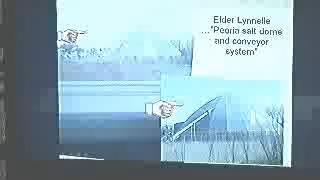 Elder Lynnelle
..."Peoria salt dome
and conveyor
system"